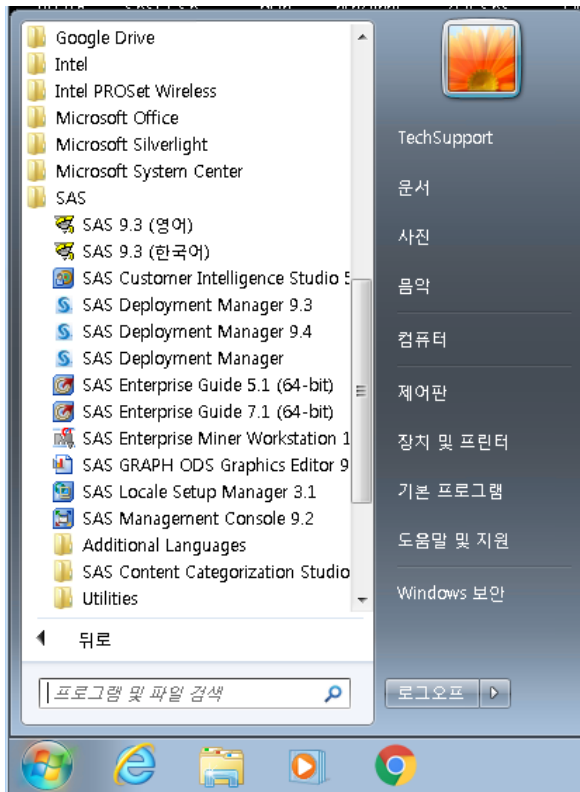 Google Drive
Intel
Intel PROSet Wireless
Microsoft Office
Microsoft Silverlight
Microsoft System Center
SAS
SAS 9.3 (영어)
SAS 9.3 (한국어)
SAS Customer Intelligence Studio 5
SAS Deployment Manager 9.3
SAS Deployment Manager 9.4
SAS Deployment Manager
SAS Enterprise Guide 5.1 (64-bit)
SAS Enterprise Guide 7.1 (64-bit)
SAS Enterprise Miner Workstation 1
SAS GRAPH ODS Graphics Editor 9
SAS Locale Setup Manager 3.1
SAS Management Console 9.2
Additional Languages
SAS Content Categorization Studio
Utilities
뒤로
프로그램 및 파일 검색
TechSupport
문서
사진
음악
컴퓨터
제어판
장치 및 프린터
기본 프로그램
도움말 및 지원
Windows 보안
로그오프